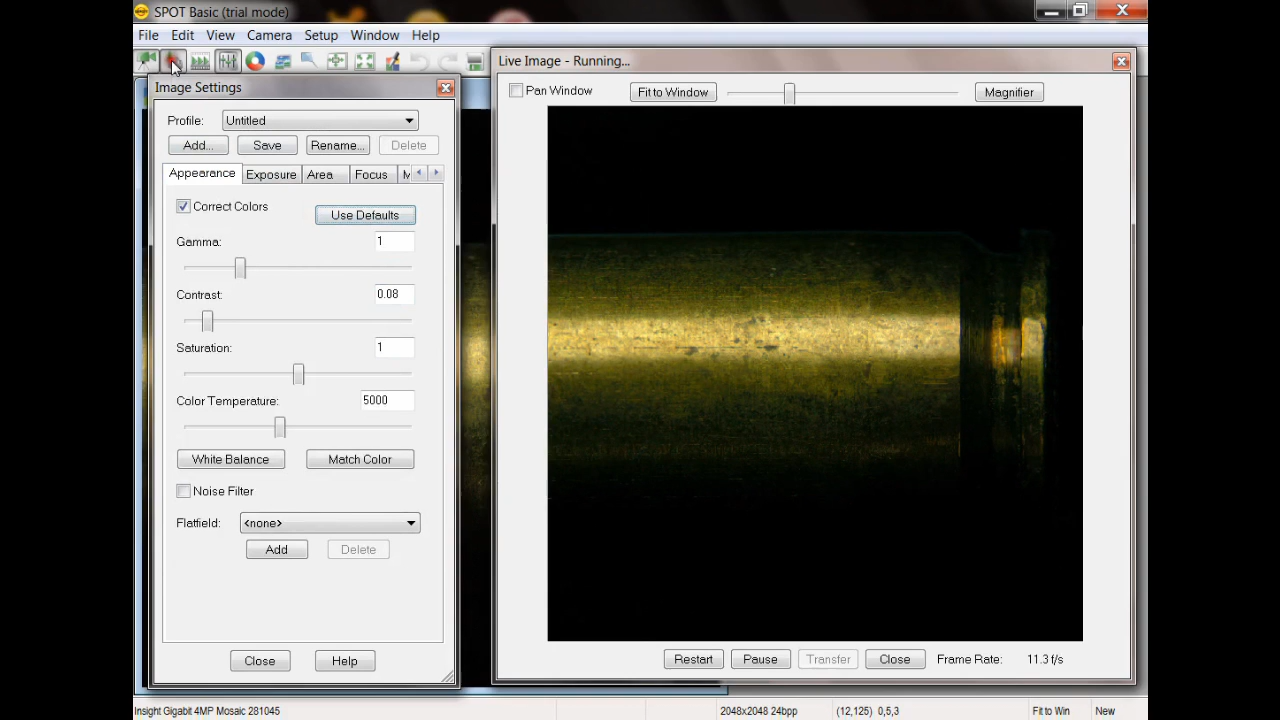 SPOT Basic (trial mode)
File Edit View Camera Setup Window Help
Image Settings
Profile: Untitled
Add... Save Rename... Delete
Appearance Exposure Area Focus
Correct Colors
Use Defaults
Gamma: 1
Contrast: 0.08
Saturation: 1
Color Temperature: 5000
White Balance Match Color
Noise Filter
Flatfield: <none>
Add Delete
Close Help
Live Image - Running...
Pan Window Fit to Window Magnifier
Restart Pause Transfer Close Frame Rate: 11.3 f/s
Insight Gigabit 4MP Mosaic 281045 2048x2048 24bpp (12,125) 0,5,3 Fit to Win New